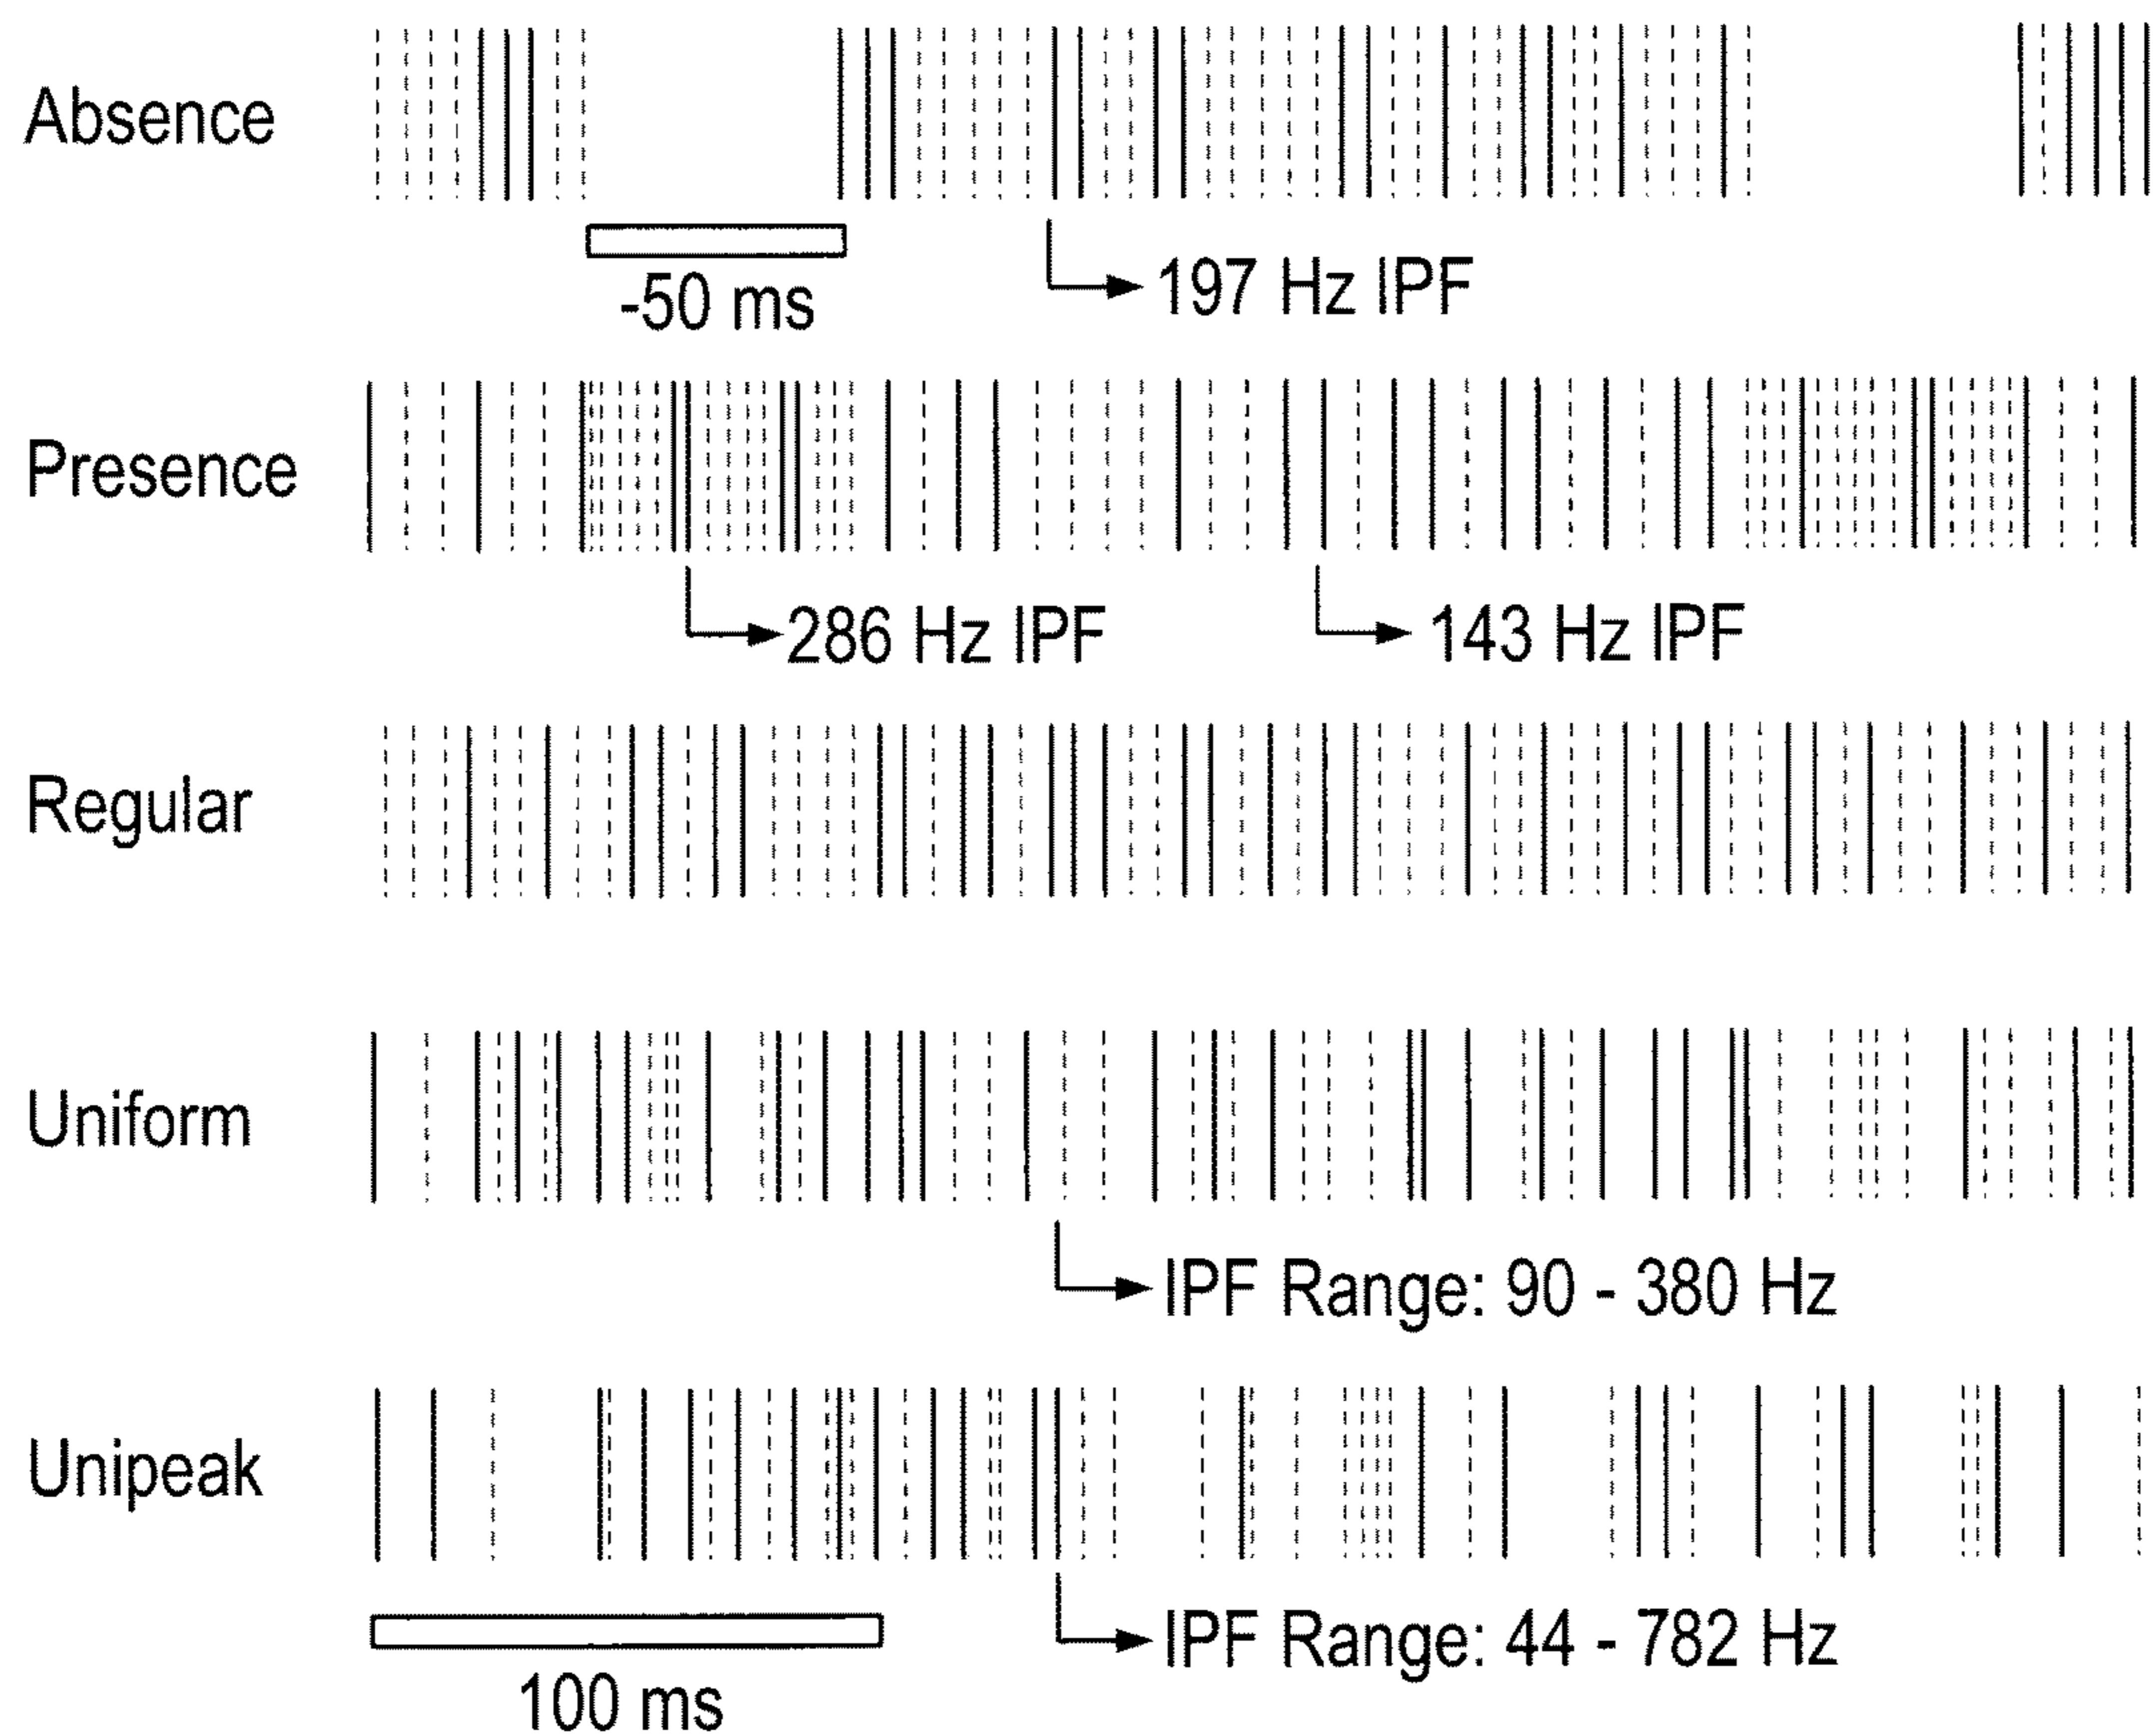 Absence
-50 ms
197 Hz IPF
Presence
286 Hz IPF
143 Hz IPF
Regular
Uniform
IPF Range: 90 - 380 Hz
Unipeak
IPF Range: 44 - 782 Hz
100 ms